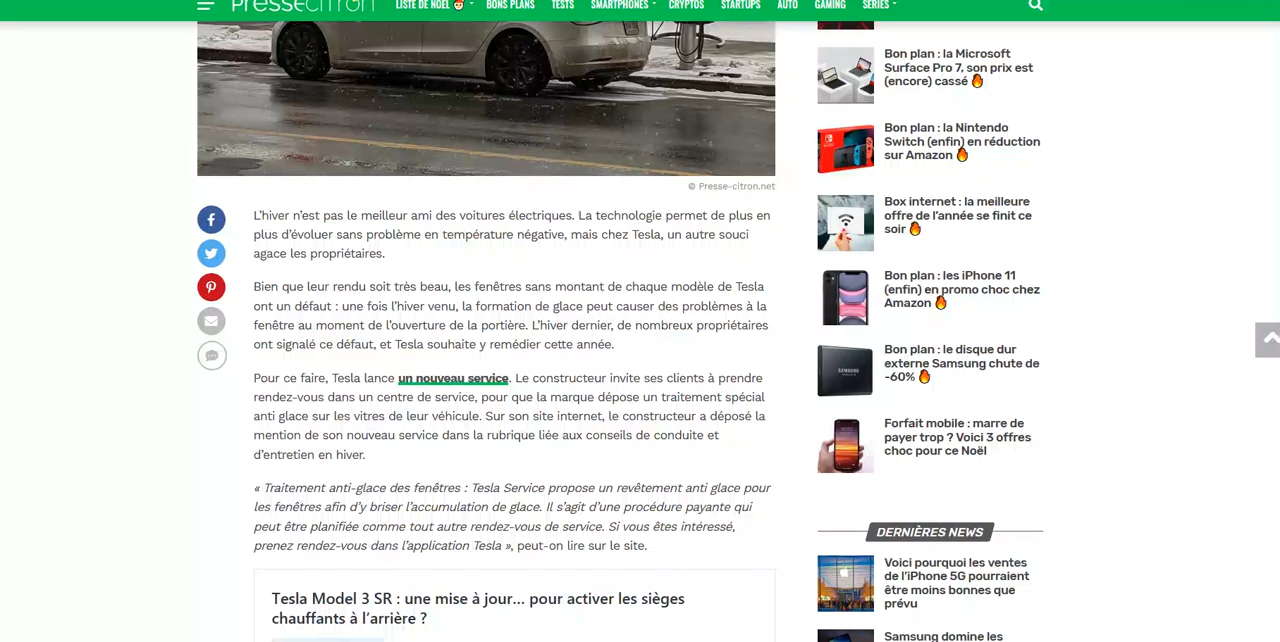 Presse-citron
LISTE DE NOËL 🎅 BONS PLANS TESTS SMARTPHONES CRYPTOS STARTUPS AUTO GAMING SÉRIES
© Presse-citron.net
L’hiver n’est pas le meilleur ami des voitures électriques. La technologie permet de plus en
plus d’évoluer sans problème en température négative, mais chez Tesla, un autre souci
agace les propriétaires.
Bien que leur rendu soit très beau, les fenêtres sans montant de chaque modèle de Tesla
ont un défaut : une fois l’hiver venu, la formation de glace peut causer des problèmes à la
fenêtre au moment de l’ouverture de la portière. L’hiver dernier, de nombreux propriétaires
ont signalé ce défaut, et Tesla souhaite y remédier cette année.
Pour ce faire, Tesla lance un nouveau service. Le constructeur invite ses clients à prendre
rendez-vous dans un centre de service, pour que la marque dépose un traitement spécial
anti glace sur les vitres de leur véhicule. Sur son site internet, le constructeur a déposé la
mention de son nouveau service dans la rubrique liée aux conseils de conduite et
d’entretien en hiver.
« Traitement anti-glace des fenêtres : Tesla Service propose un revêtement anti glace pour
les fenêtres afin d’y briser l’accumulation de glace. Il s’agit d’une procédure payante qui
peut être planifiée comme tout autre rendez-vous de service. Si vous êtes intéressé,
prenez rendez-vous dans l’application Tesla », peut-on lire sur le site.
Tesla Model 3 SR : une mise à jour… pour activer les sièges
chauffants à l’arrière ?
Bon plan : la Microsoft
Surface Pro 7, son prix est
(encore) cassé 🔥
Bon plan : la Nintendo
Switch (enfin) en réduction
sur Amazon 🔥
Box internet : la meilleure
offre de l’année se finit ce
soir 🔥
Bon plan : les iPhone 11
(enfin) en promo choc chez
Amazon 🔥
Bon plan : le disque dur
externe Samsung chute de
-60% 🔥
Forfait mobile : marre de
payer trop ? Voici 3 offres
choc pour ce Noël
DERNIÈRES NEWS
Voici pourquoi les ventes
de l’iPhone 5G pourraient
être moins bonnes que
prévu
Samsung domine les